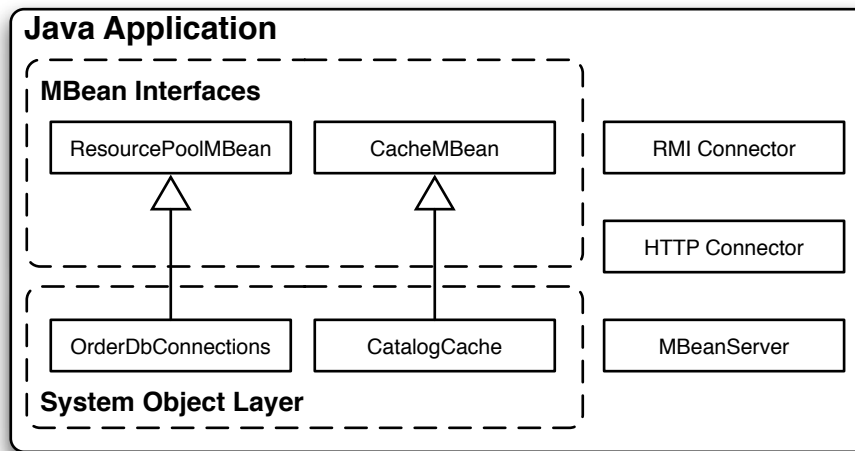 Java Application
MBean Interfaces
ResourcePoolMBean
CacheMBean
RMI Connector
HTTP Connector
OrderDbConnections
CatalogCache
MBeanServer
System Object Layer